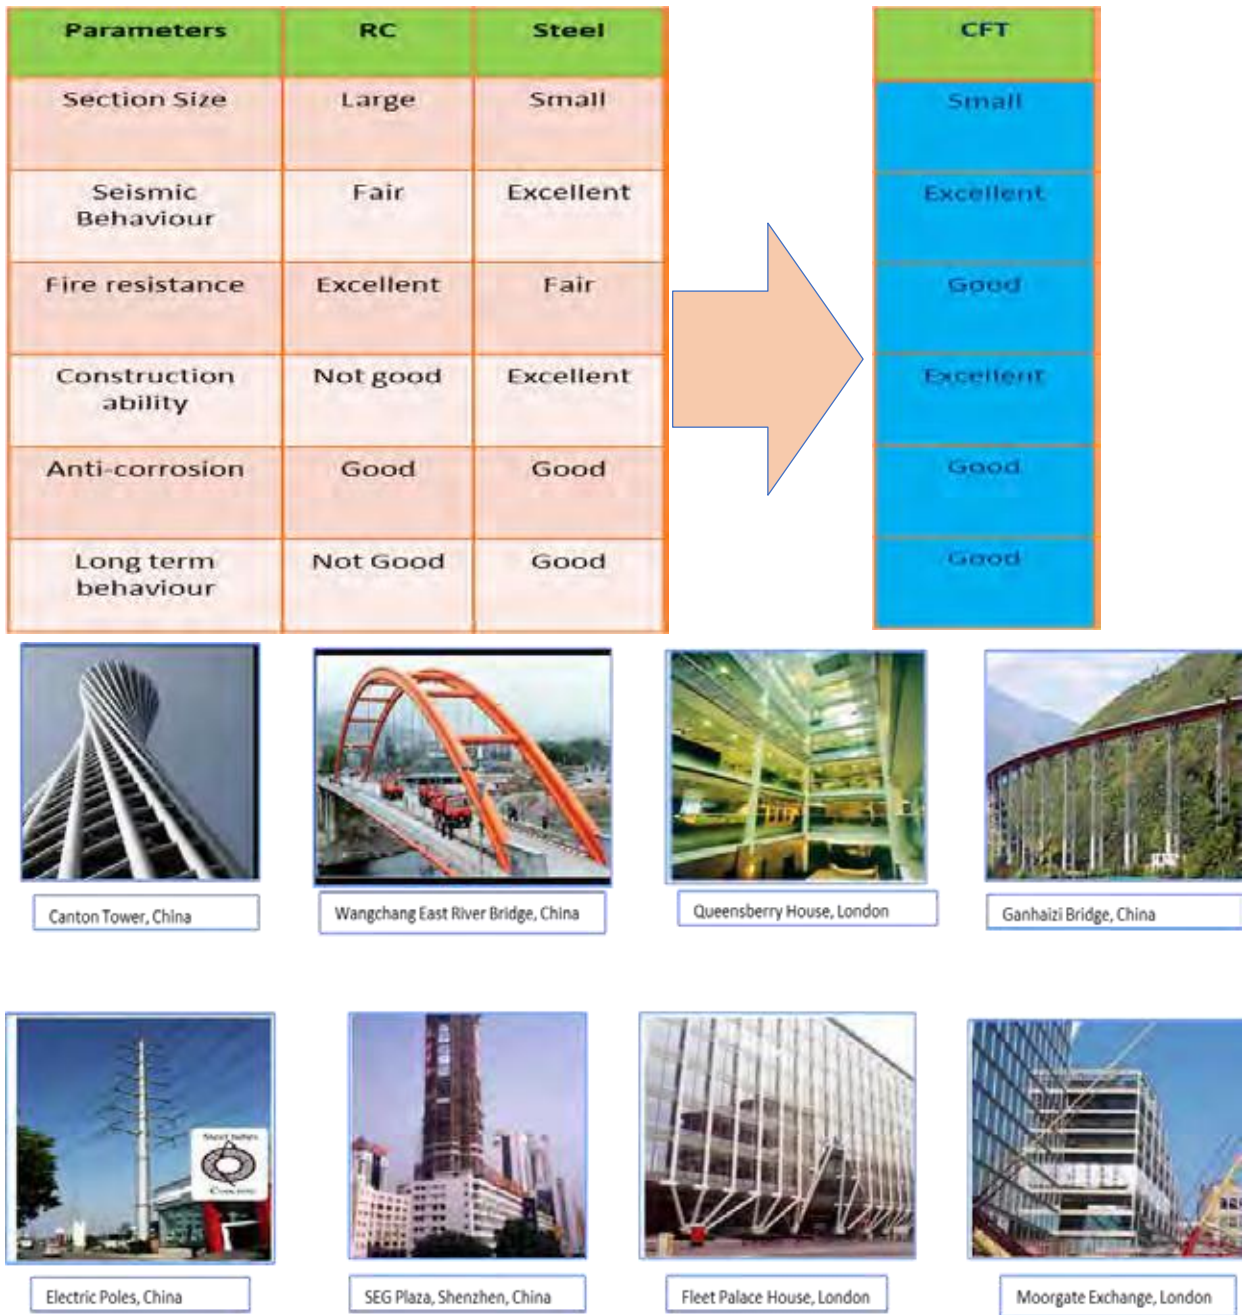 Parameters RC Steel CFT
Section Size Large Small Small
Seismic Fair Excellent Excellent
Behaviour
Fire resistance Excellent Fair Good
Construction Not good Excellent Excellent
ability
Anti-corrosion Good Good Good
Long term Not Good Good Good
behaviour
Canton Tower, China
Wangchang East River Bridge, China
Queensberry House, London
Ganhaizi Bridge, China
Steel tubes
Concrete
Electric Poles, China
SEG Plaza, Shenzhen, China
Fleet Palace House, London
Moorgate Exchange, London